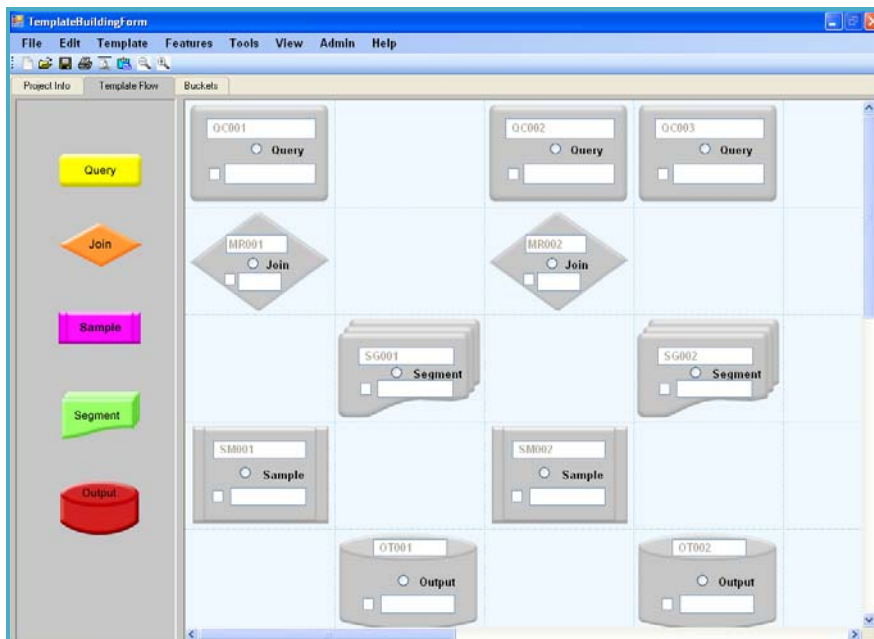 TemplateBuildingForm
File Edit Template Features Tools View Admin Help
Project Info Template Flow Buckets
Query
Join
Sample
Segment
Output
QC001
Query
QC002
Query
QC003
Query
MR001
Join
MR002
Join
SG001
Segment
SG002
Segment
SM001
Sample
SM002
Sample
OT001
Output
OT002
Output